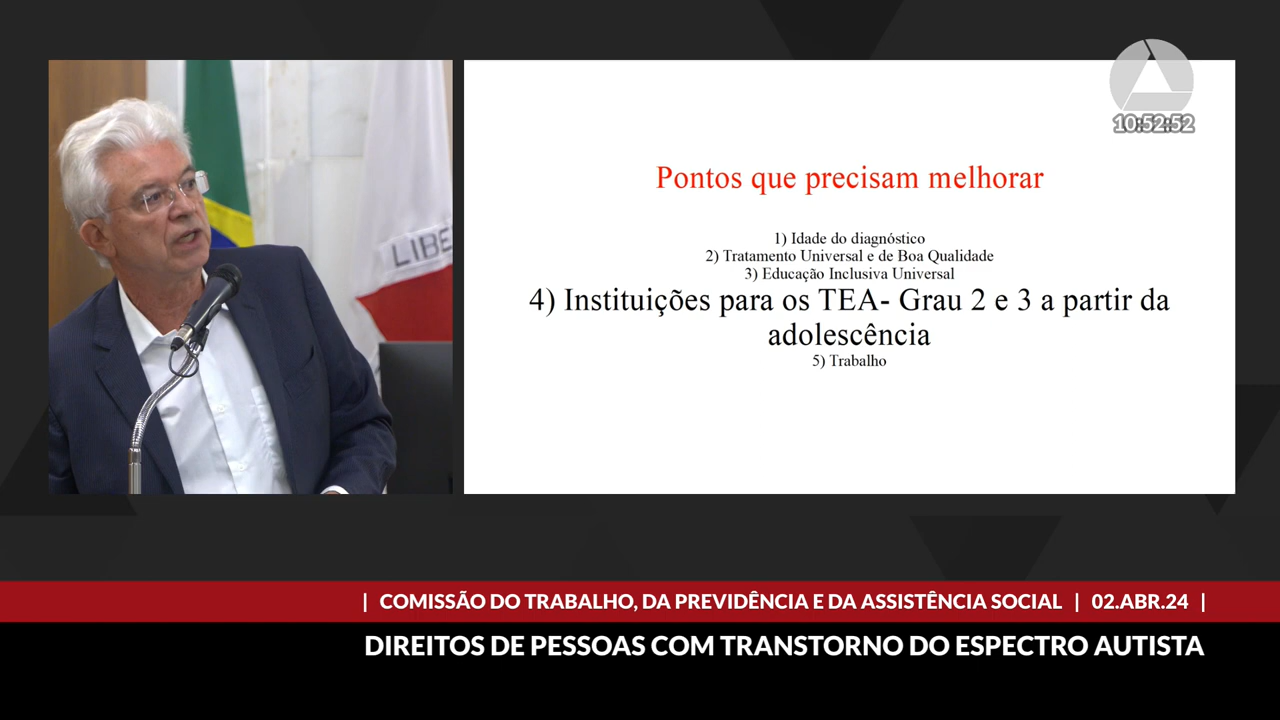 10:52:52
LIBE
Pontos que precisam melhorar
1) Idade do diagnóstico
2) Tratamento Universal e de Boa Qualidade
3) Educação Inclusiva Universal
4) Instituições para os TEA- Grau 2 e 3 a partir da
adolescência
5) Trabalho
| COMISSÃO DO TRABALHO, DA PREVIDÊNCIA E DA ASSISTÊNCIA SOCIAL | 02.ABR.24 |
DIREITOS DE PESSOAS COM TRANSTORNO DO ESPECTRO AUTISTA